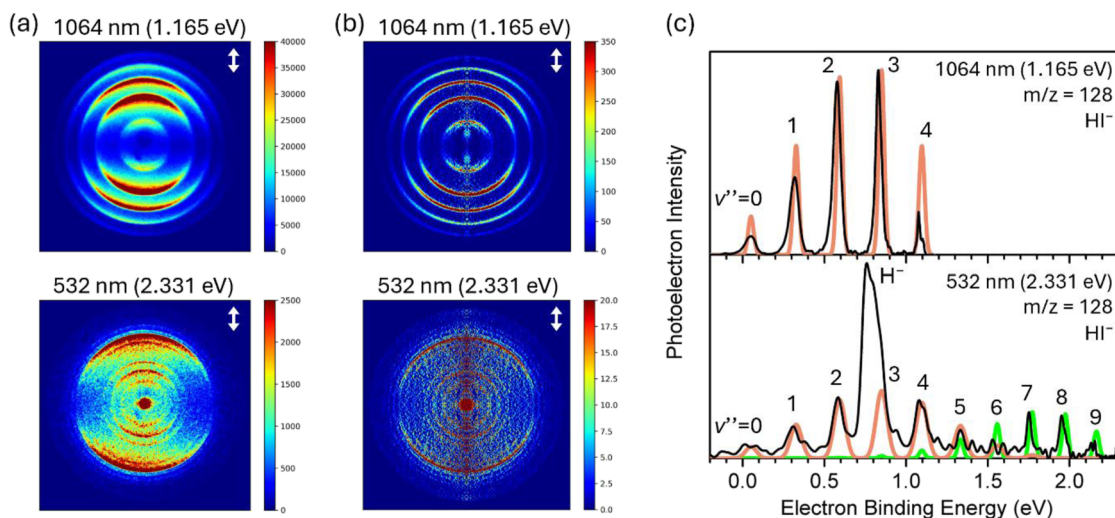 (a)
1064 nm (1.165 eV)
40000
35000
30000
25000
20000
15000
10000
5000
0
532 nm (2.331 eV)
2500
2000
1500
1000
500
0
(b)
1064 nm (1.165 eV)
350
300
250
200
150
100
50
0
532 nm (2.331 eV)
20.0
17.5
15.0
12.5
10.0
7.5
5.0
2.5
0.0
(c)
Photoelectron Intensity
1064 nm (1.165 eV)
m/z = 128
HI⁻
v''=0
1
2
3
4
532 nm (2.331 eV)
m/z = 128
HI⁻
H⁻
v''=0
1
2
3
4
5
6
7
8
9
0.0 0.5 1.0 1.5 2.0
Electron Binding Energy (eV)